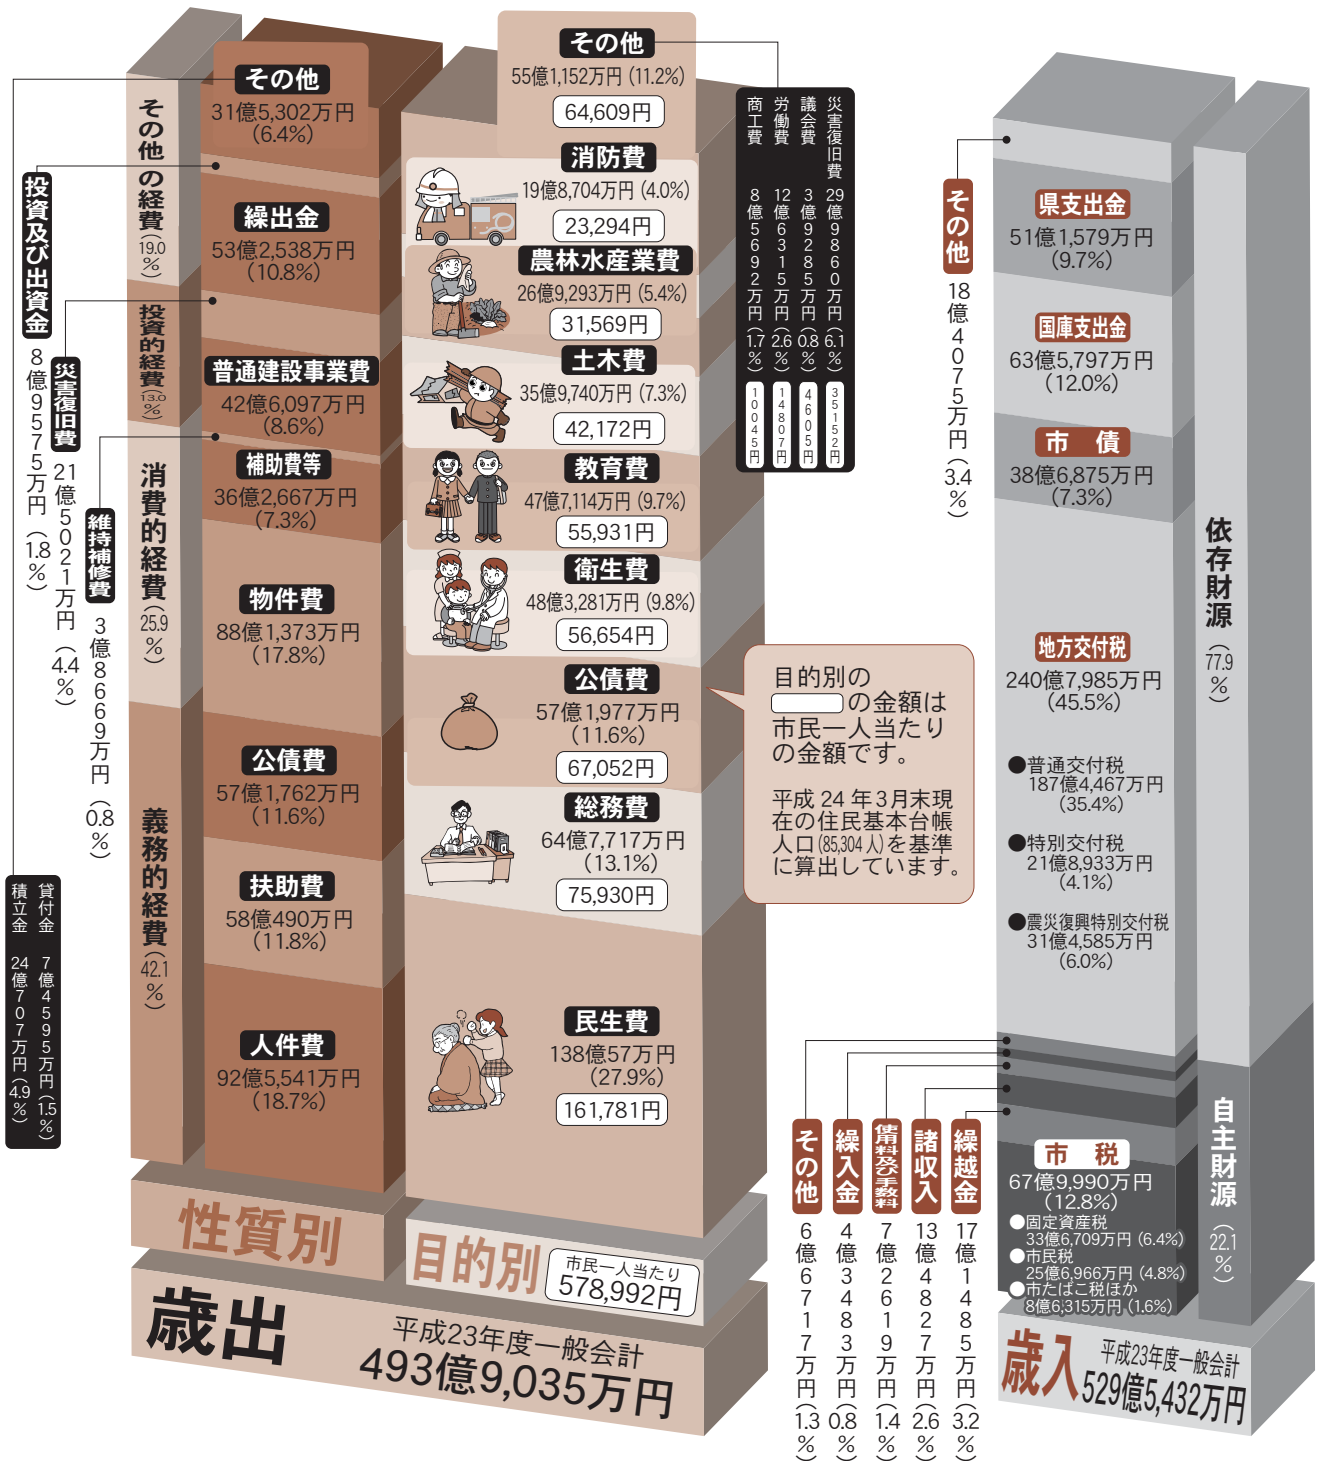 その他の経費(19.0%)
投資的経費(13.0%)
消費的経費(25.9%)
義務的経費(42.1%)
その他
31億5,302万円
(6.4%)
繰出金
53億2,538万円
(10.8%)
普通建設事業費
42億6,097万円
(8.6%)
補助費等
36億2,667万円
(7.3%)
物件費
88億1,373万円
(17.8%)
公債費
57億1,762万円
(11.6%)
扶助費
58億490万円
(11.8%)
人件費
92億5,541万円
(18.7%)
投資及び出資金 8億9575万円(1.8%)
災害復旧費 21億5021万円(4.4%)
維持補修費 3億8669万円(0.8%)
貸付金 7億4595万円(1.5%)
積立金 24億707万円(4.9%)
性質別
その他
55億1,152万円(11.2%)
64,609円
消防費
19億8,704万円(4.0%)
23,294円
農林水産業費
26億9,293万円(5.4%)
31,569円
土木費
35億9,740万円(7.3%)
42,172円
教育費
47億7,114万円(9.7%)
55,931円
衛生費
48億3,281万円(9.8%)
56,654円
公債費
57億1,977万円
(11.6%)
67,052円
総務費
64億7,717万円
(13.1%)
75,930円
民生費
138億57万円
(27.9%)
161,781円
災害復旧費 29億9860万円(6.1%) 35152円
議会費 3億9285万円(0.8%) 4605円
労働費 12億6315万円(2.6%) 14807円
商工費 8億5692万円(1.7%) 10045円
目的別の
の金額は
市民一人当たり
の金額です。
平成24年3月末現
在の住民基本台帳
人口(85,304人)を基準
に算出しています。
目的別
市民一人当たり
578,992円
歳出
平成23年度一般会計
493億9,035万円
その他 18億4075万円(3.4%)
県支出金
51億1,579万円
(9.7%)
国庫支出金
63億5,797万円
(12.0%)
市債
38億6,875万円
(7.3%)
地方交付税
240億7,985万円
(45.5%)
●普通交付税
187億4,467万円
(35.4%)
●特別交付税
21億8,933万円
(4.1%)
●震災復興特別交付税
31億4,585万円
(6.0%)
依存財源(77.9%)
自主財源(22.1%)
繰越金 17億1485万円(3.2%)
諸収入 13億4827万円(2.6%)
使用料及び手数料 7億2619万円(1.4%)
繰入金 4億3483万円(0.8%)
その他 6億6717万円(1.3%)
市税
67億9,990万円
(12.8%)
●固定資産税
33億6,709万円(6.4%)
●市民税
25億6,966万円(4.8%)
●市たばこ税ほか
8億6,315万円(1.6%)
歳入
平成23年度一般会計
529億5,432万円